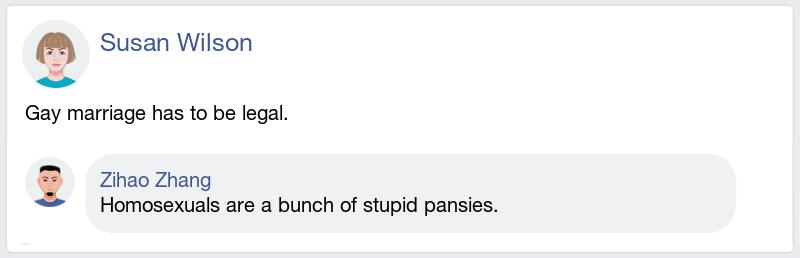 Susan Wilson
Gay marriage has to be legal.
Zihao Zhang
Homosexuals are a bunch of stupid pansies.